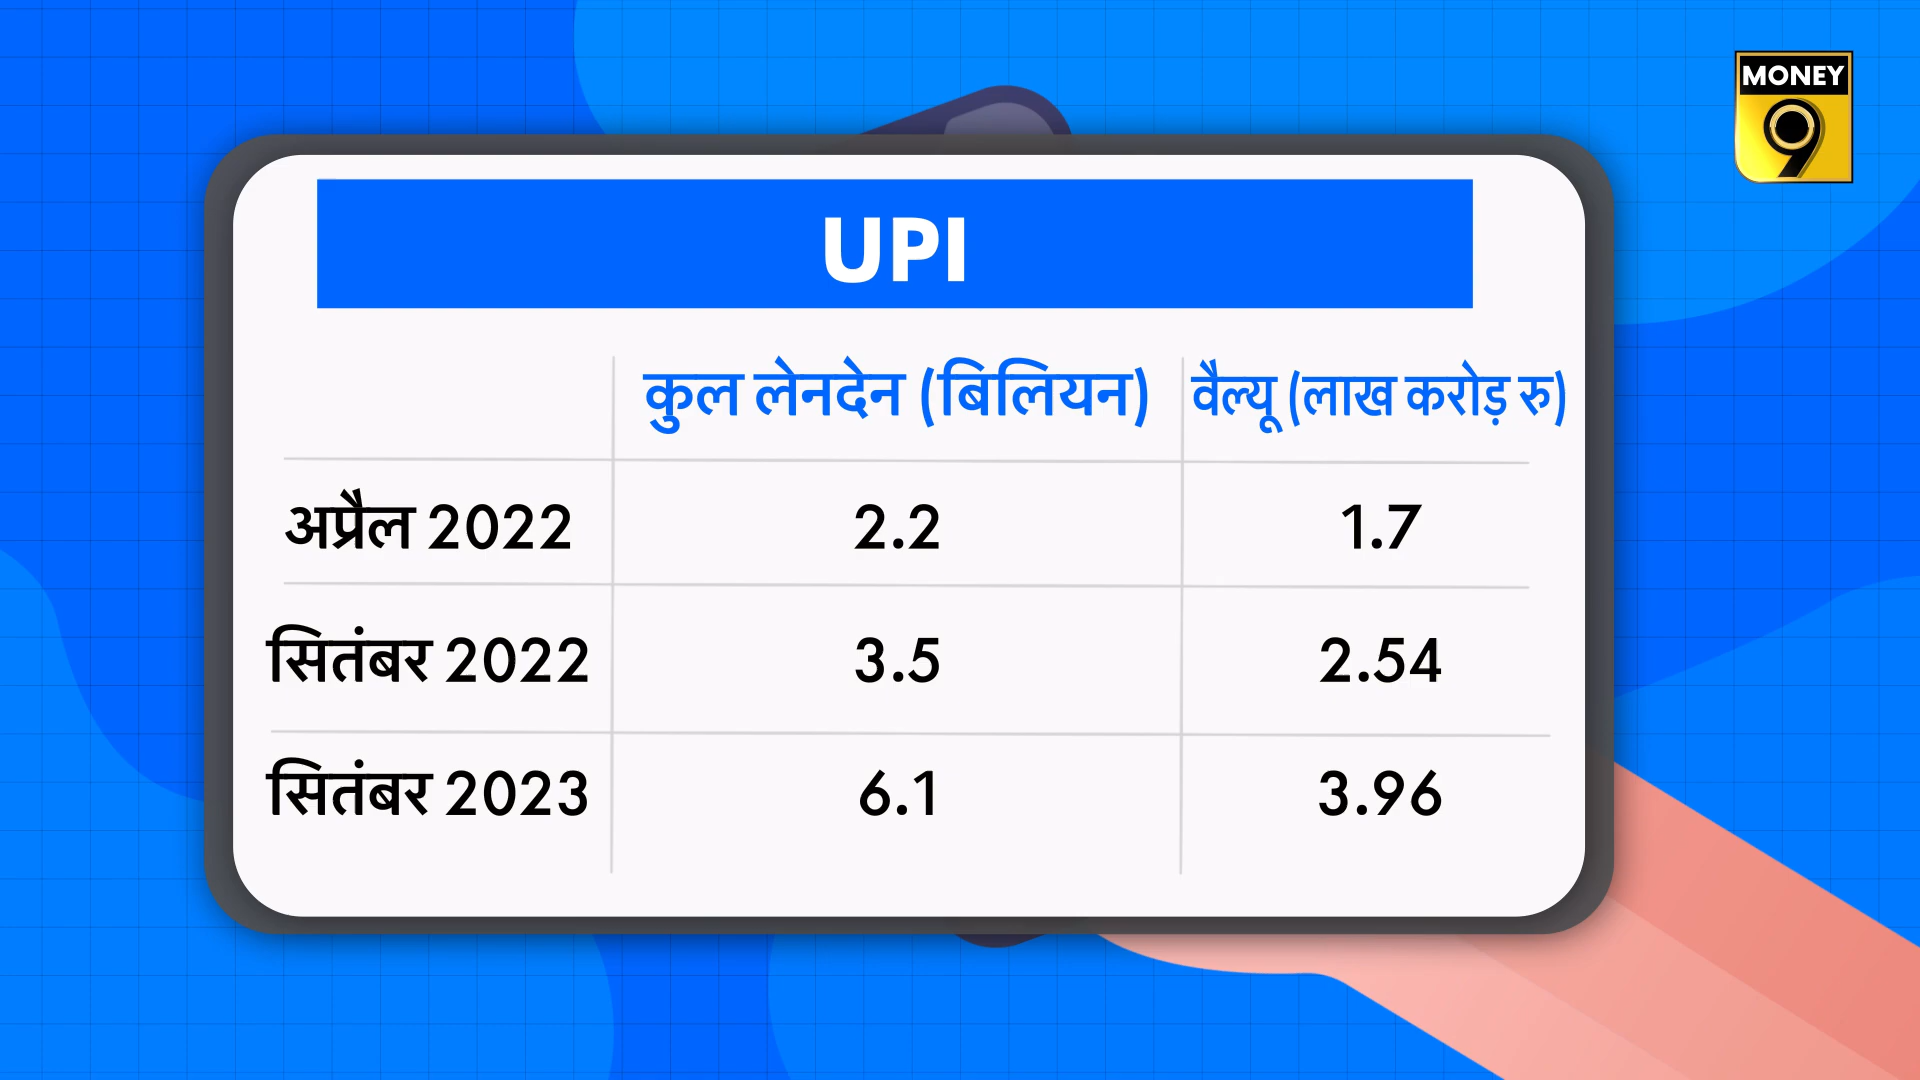 MONEY
9
UPI
कुल लेनदेन (बिलियन) वैल्यू (लाख करोड़ रु)
अप्रैल 2022 2.2 1.7
सितंबर 2022 3.5 2.54
सितंबर 2023 6.1 3.96